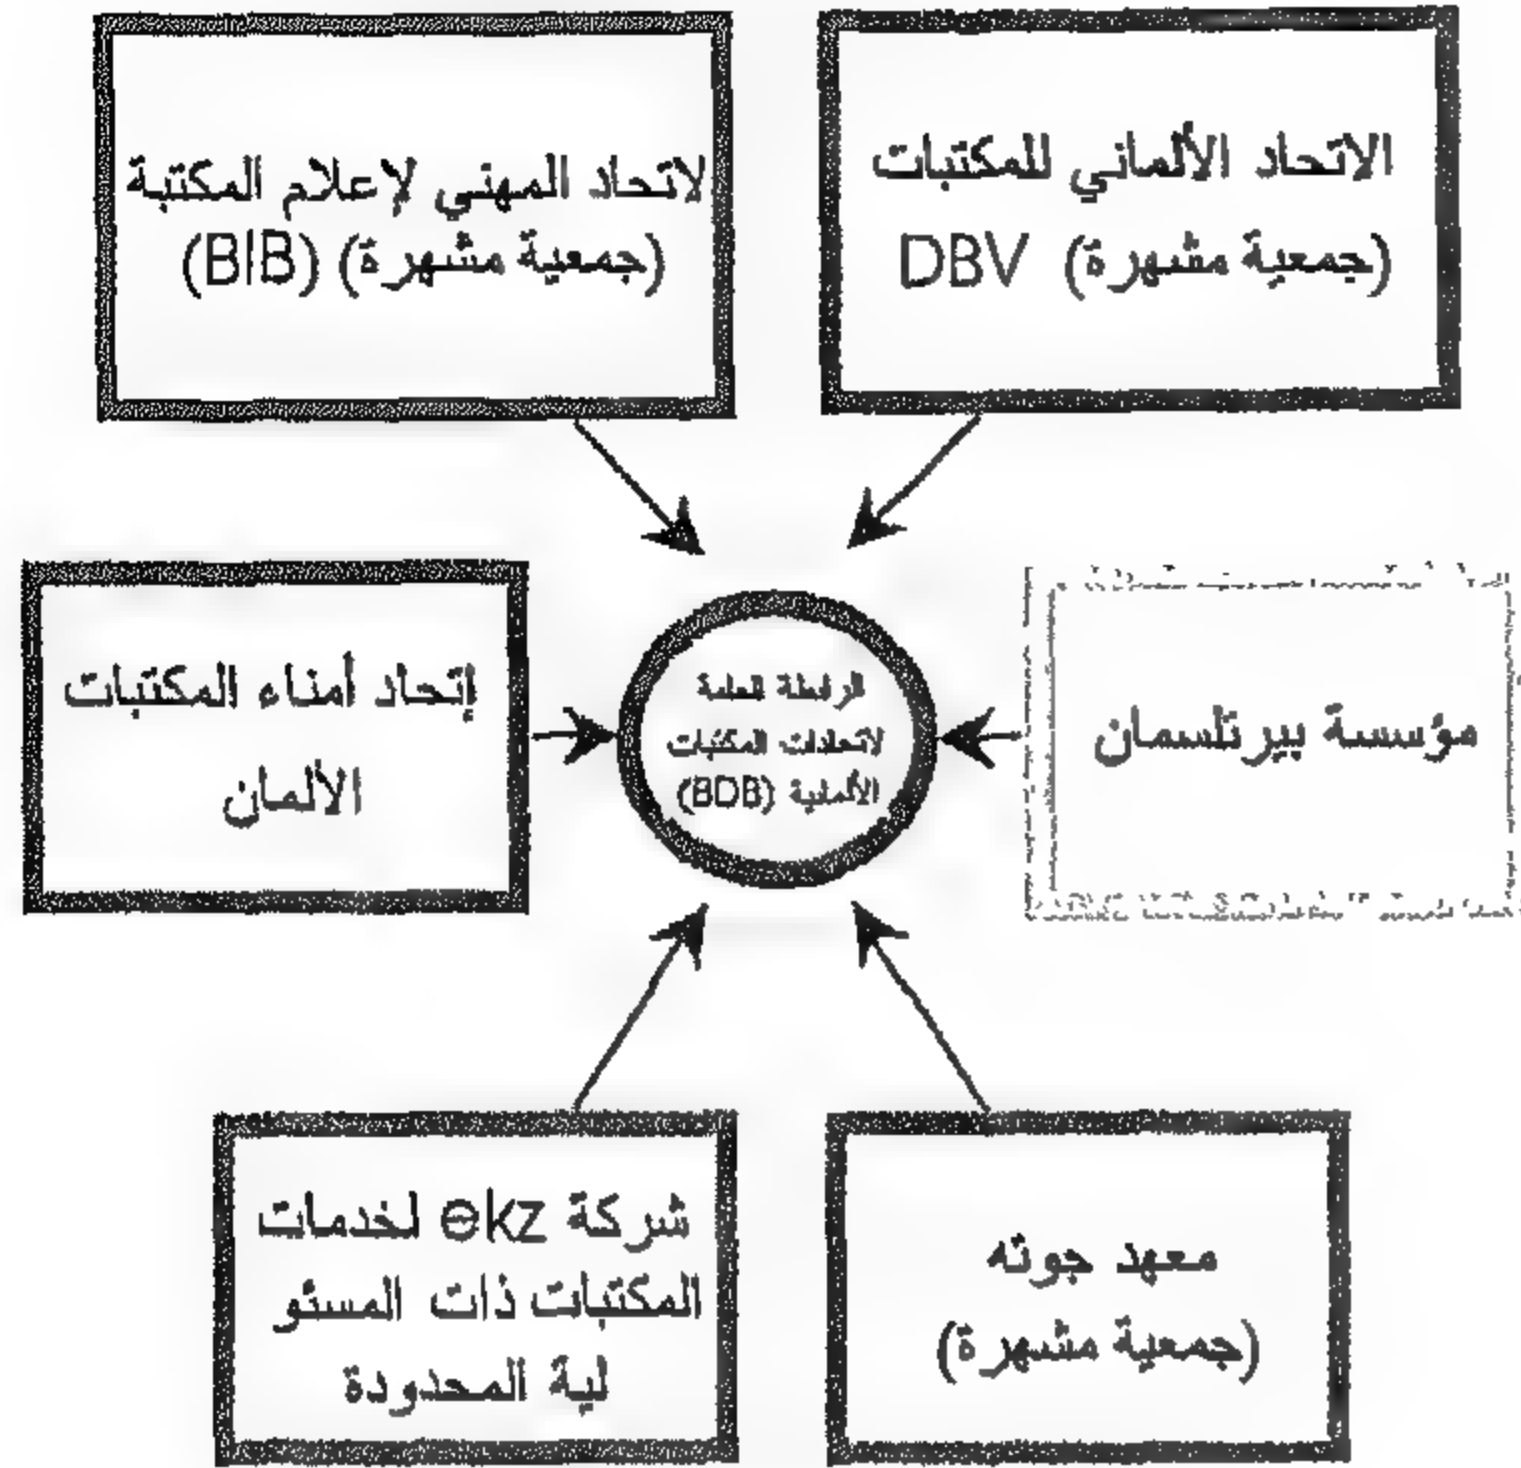 الاتحاد الألماني للمكتبات
(جمعية مشهرة) DBV
لاتحاد المهني لإعلام المكتبة
(جمعية مشهرة) (BIB)
مؤسسة بيرتلسمان
الرابطة العامة
لاتحادات المكتبات
الألمانية (BDB)
إتحاد أمناء المكتبات
الألمان
معهد جوته
(جمعية مشهرة)
شركة ekz لخدمات
المكتبات ذات المسئو
لية المحدودة